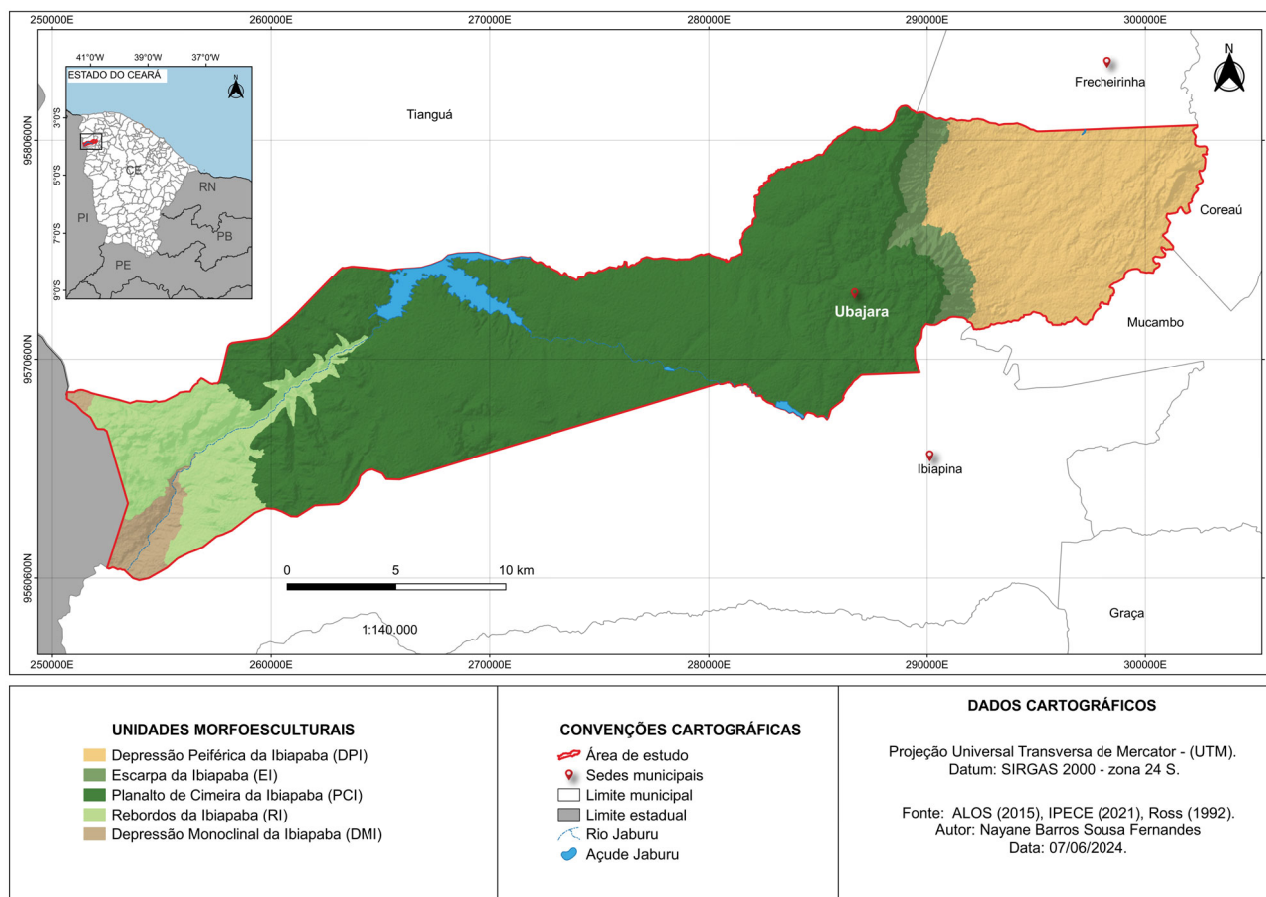 250000E 260000E 270000E 280000E 290000E 300000E
41°0'W 39°0'W 37°0'W
ESTADO DO CEARÁ
N
3°0'S
5°0'S
7°0'S
9°0'S
CE
RN
PB
PI
PE
N
Frecheirinha
Tianguá
9580600N
9580600N
Coreaú
Mucambo
Ubajara
9570600N
9570600N
Ibiapina
0 5 10 km
1:140.000
9560600N
9560600N
Graça
250000E 260000E 270000E 280000E 290000E 300000E
UNIDADES MORFOESCULTURAIS
Depressão Peiférica da Ibiapaba (DPI)
Escarpa da Ibiapaba (EI)
Planalto de Cimeira da Ibiapaba (PCI)
Rebordos da Ibiapaba (RI)
Depressão Monoclinal da Ibiapaba (DMI)
CONVENÇÕES CARTOGRÁFICAS
Área de estudo
Sedes municipais
Limite municipal
Limite estadual
Rio Jaburu
Açude Jaburu
DADOS CARTOGRÁFICOS
Projeção Universal Transversa de Mercator - (UTM).
Datum: SIRGAS 2000 - zona 24 S.
Fonte: ALOS (2015), IPECE (2021), Ross (1992).
Autor: Nayane Barros Sousa Fernandes
Data: 07/06/2024.